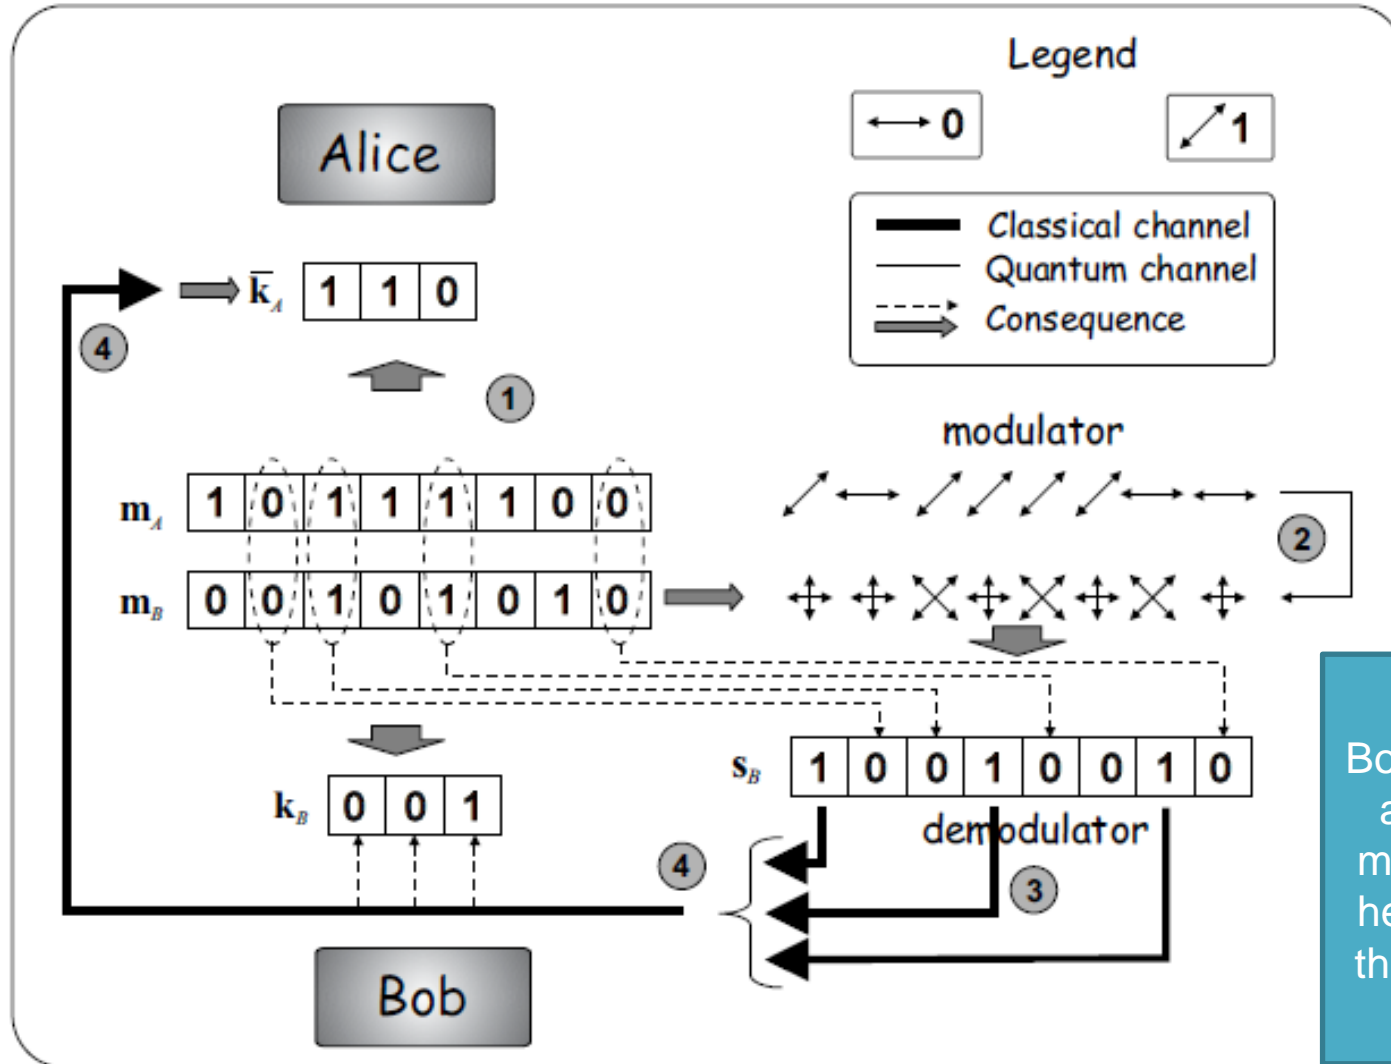 Legend
0
1
Alice
Classical channel
Quantum channel
Consequence
k̅A 1 1 0
4
1
modulator
mA 1 0 1 1 1 1 0 0
2
mB 0 0 1 0 1 0 1 0
sB 1 0 0 1 0 0 1 0
kB 0 0 1
demodulator
4
3
Bob